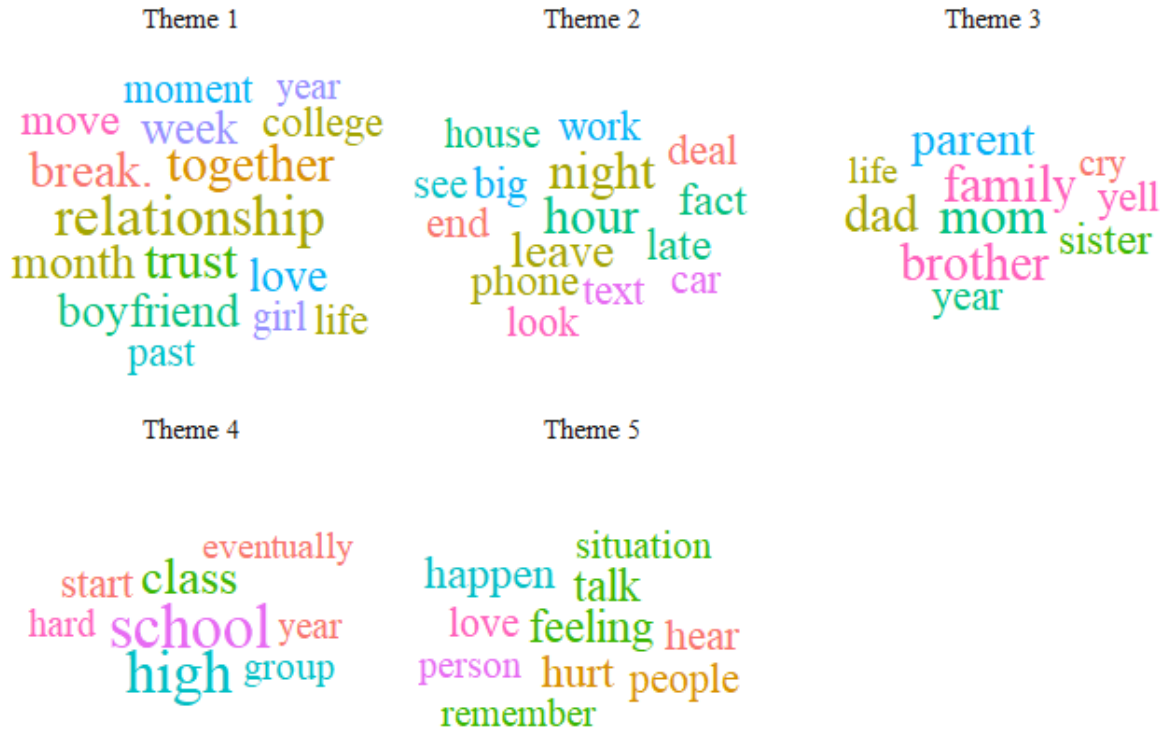 Theme 1
moment year
move week college
break. together
relationship
month trust love
boyfriend girl life
past
Theme 2
house work
night deal
see big
hour fact
end
leave late
phone text car
look
Theme 3
parent
life family cry
yell
dad mom
sister
brother
year
Theme 4
eventually
start class
hard school year
high group
Theme 5
situation
happen talk
love feeling hear
person hurt people
remember